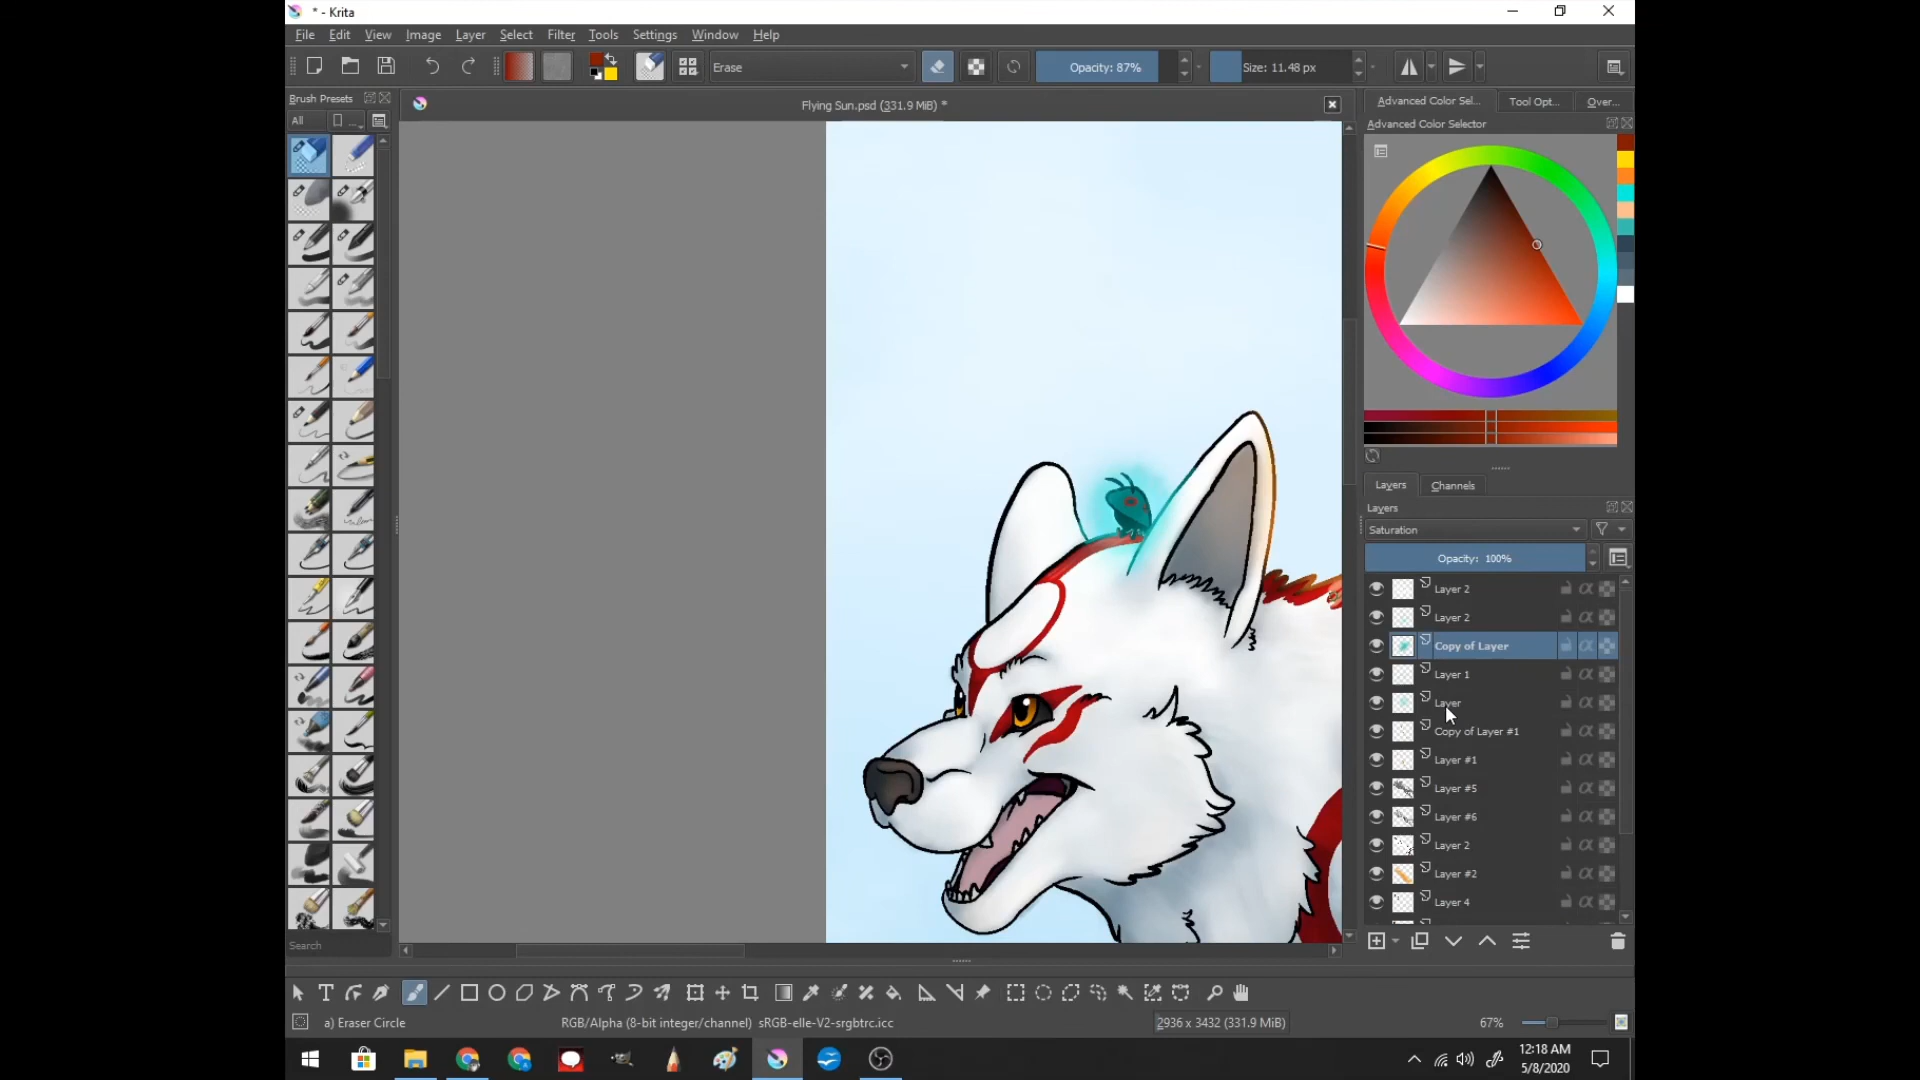 * - Krita
File Edit View Image Layer Select Filter Tools Settings Window Help
Erase
Opacity: 87%
Size: 11.48 px
Brush Presets
All
Flying Sun.psd (331.9 MiB) *
Advanced Color Sel... Tool Opt... Over...
Advanced Color Selector
Layers Channels
Layers
Saturation
Opacity: 100%
Layer 2
Layer 2
Copy of Layer
Layer 1
Layer
Copy of Layer #1
Layer #1
Layer #5
Layer #6
Layer 2
Layer #2
Layer 4
Search
a) Eraser Circle
RGB/Alpha (8-bit integer/channel) sRGB-elle-V2-srgbtrc.icc
2936 x 3432 (331.9 MiB)
67%
12:18 AM
5/8/2020